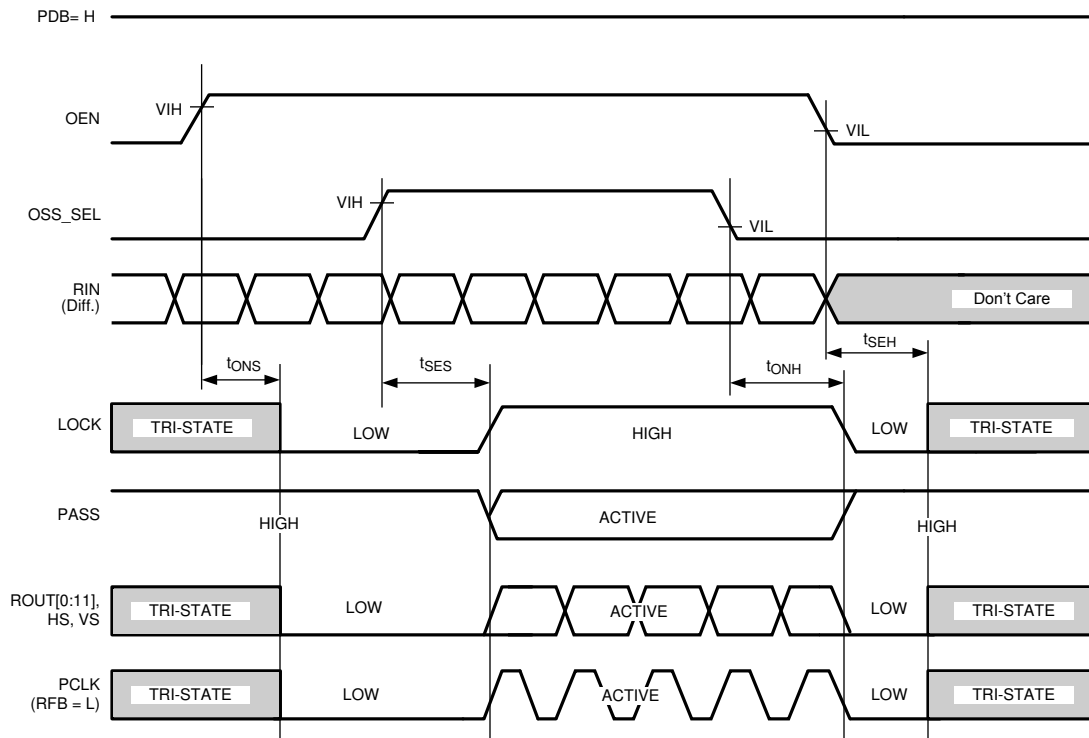 PDB= H
VIH
OEN
VIL
VIH
OSS_SEL
VIL
RIN
(Diff.)
Don't Care
tONS
tSES
tONH
tSEH
LOCK
TRI-STATE
LOW
HIGH
LOW
TRI-STATE
PASS
HIGH
ACTIVE
HIGH
ROUT[0:11],
HS, VS
TRI-STATE
LOW
ACTIVE
LOW
TRI-STATE
PCLK
(RFB = L)
TRI-STATE
LOW
ACTIVE
LOW
TRI-STATE